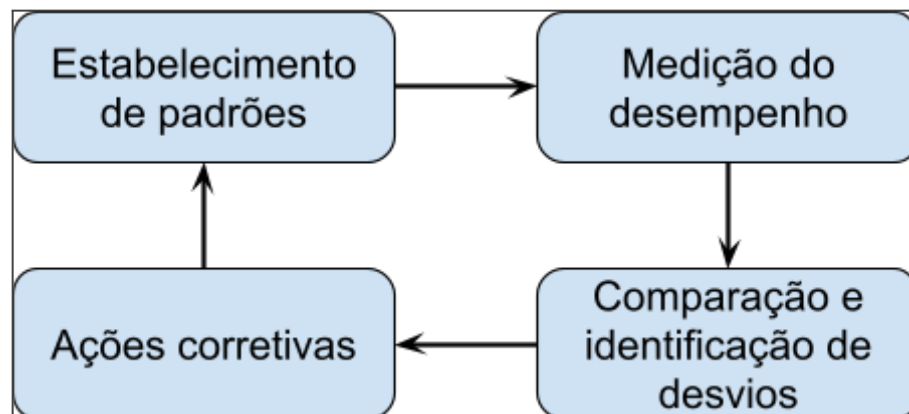 Estabelecimento
de padrões
Medição do
desempenho
Ações corretivas
Comparação e
identificação de
desvios